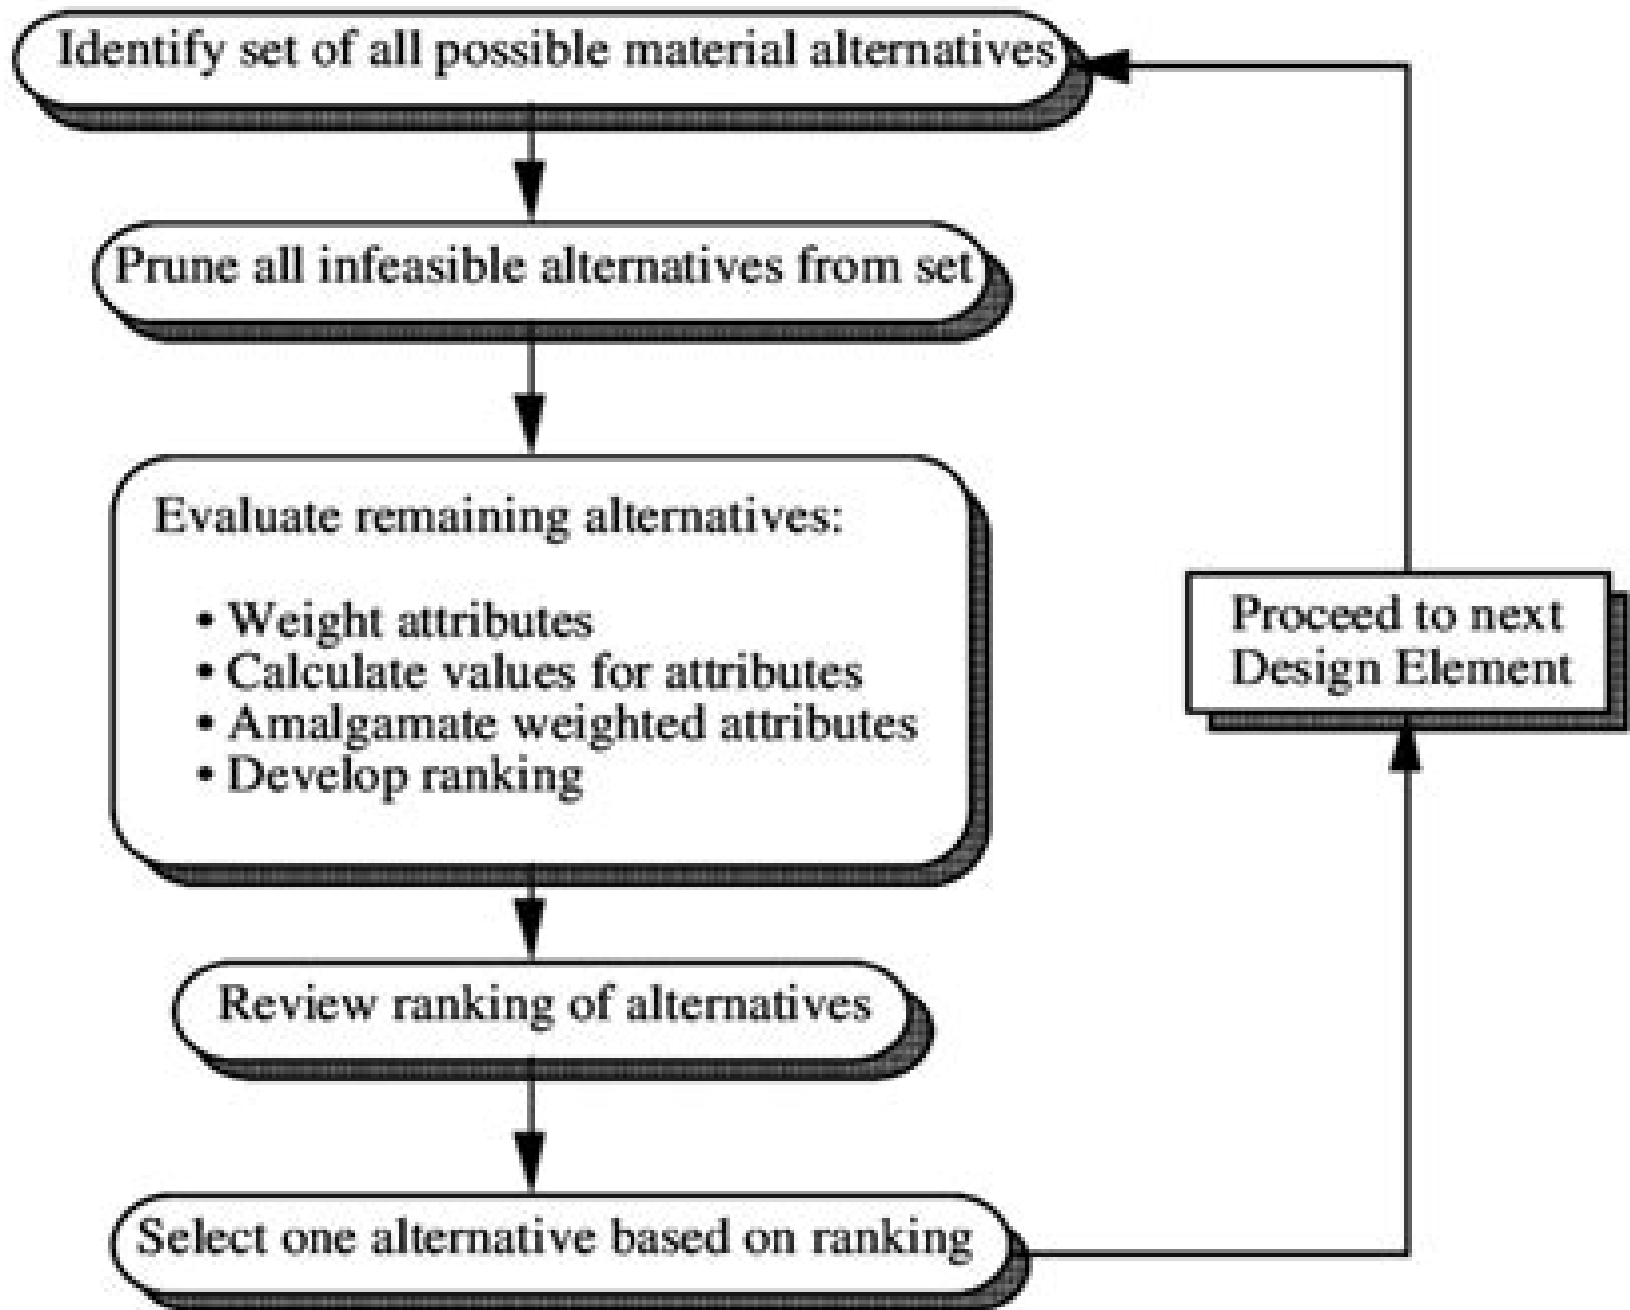 Identify set of all possible material alternatives
Prune all infeasible alternatives from set
Evaluate remaining alternatives:
• Weight attributes
• Calculate values for attributes
• Amalgamate weighted attributes
• Develop ranking
Review ranking of alternatives
Select one alternative based on ranking
Proceed to next
Design Element